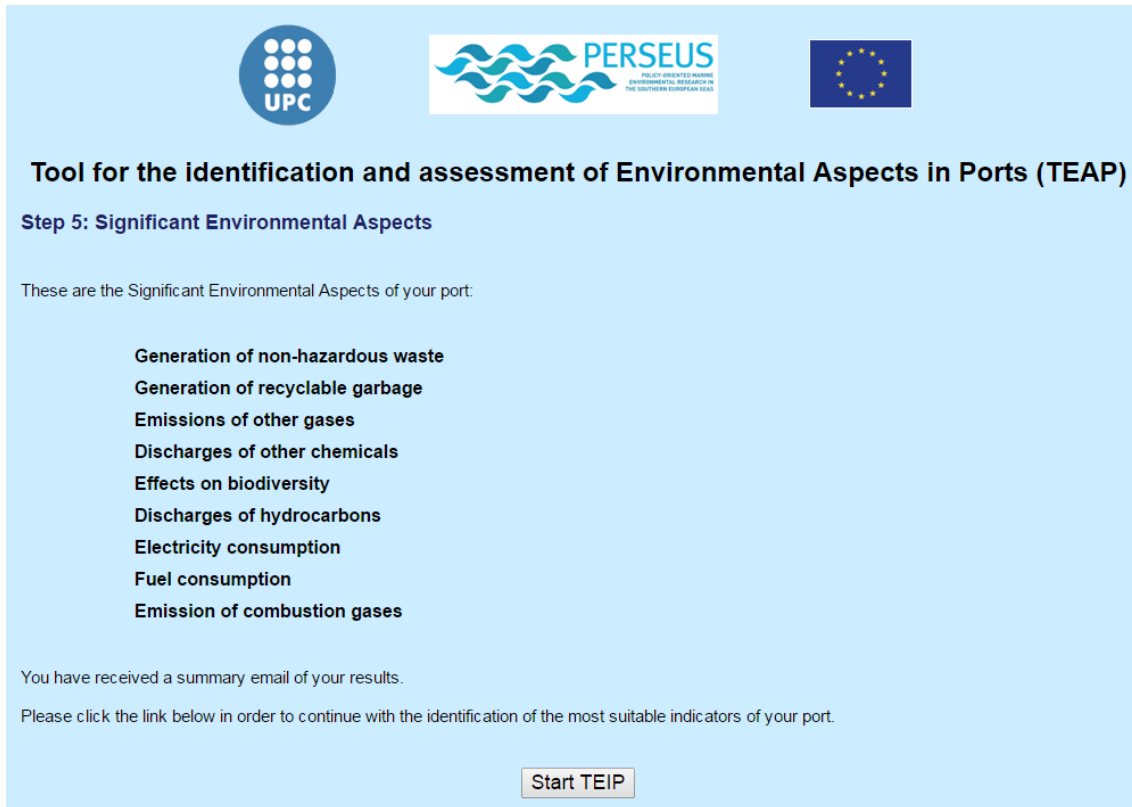 UPC
PERSEUS
POLICY-ORIENTED MARINE
ENVIRONMENTAL RESEARCH IN
THE SOUTHERN EUROPEAN SEAS
Tool for the identification and assessment of Environmental Aspects in Ports (TEAP)
Step 5: Significant Environmental Aspects
These are the Significant Environmental Aspects of your port:
Generation of non-hazardous waste
Generation of recyclable garbage
Emissions of other gases
Discharges of other chemicals
Effects on biodiversity
Discharges of hydrocarbons
Electricity consumption
Fuel consumption
Emission of combustion gases
You have received a summary email of your results.
Please click the link below in order to continue with the identification of the most suitable indicators of your port.
Start TEIP